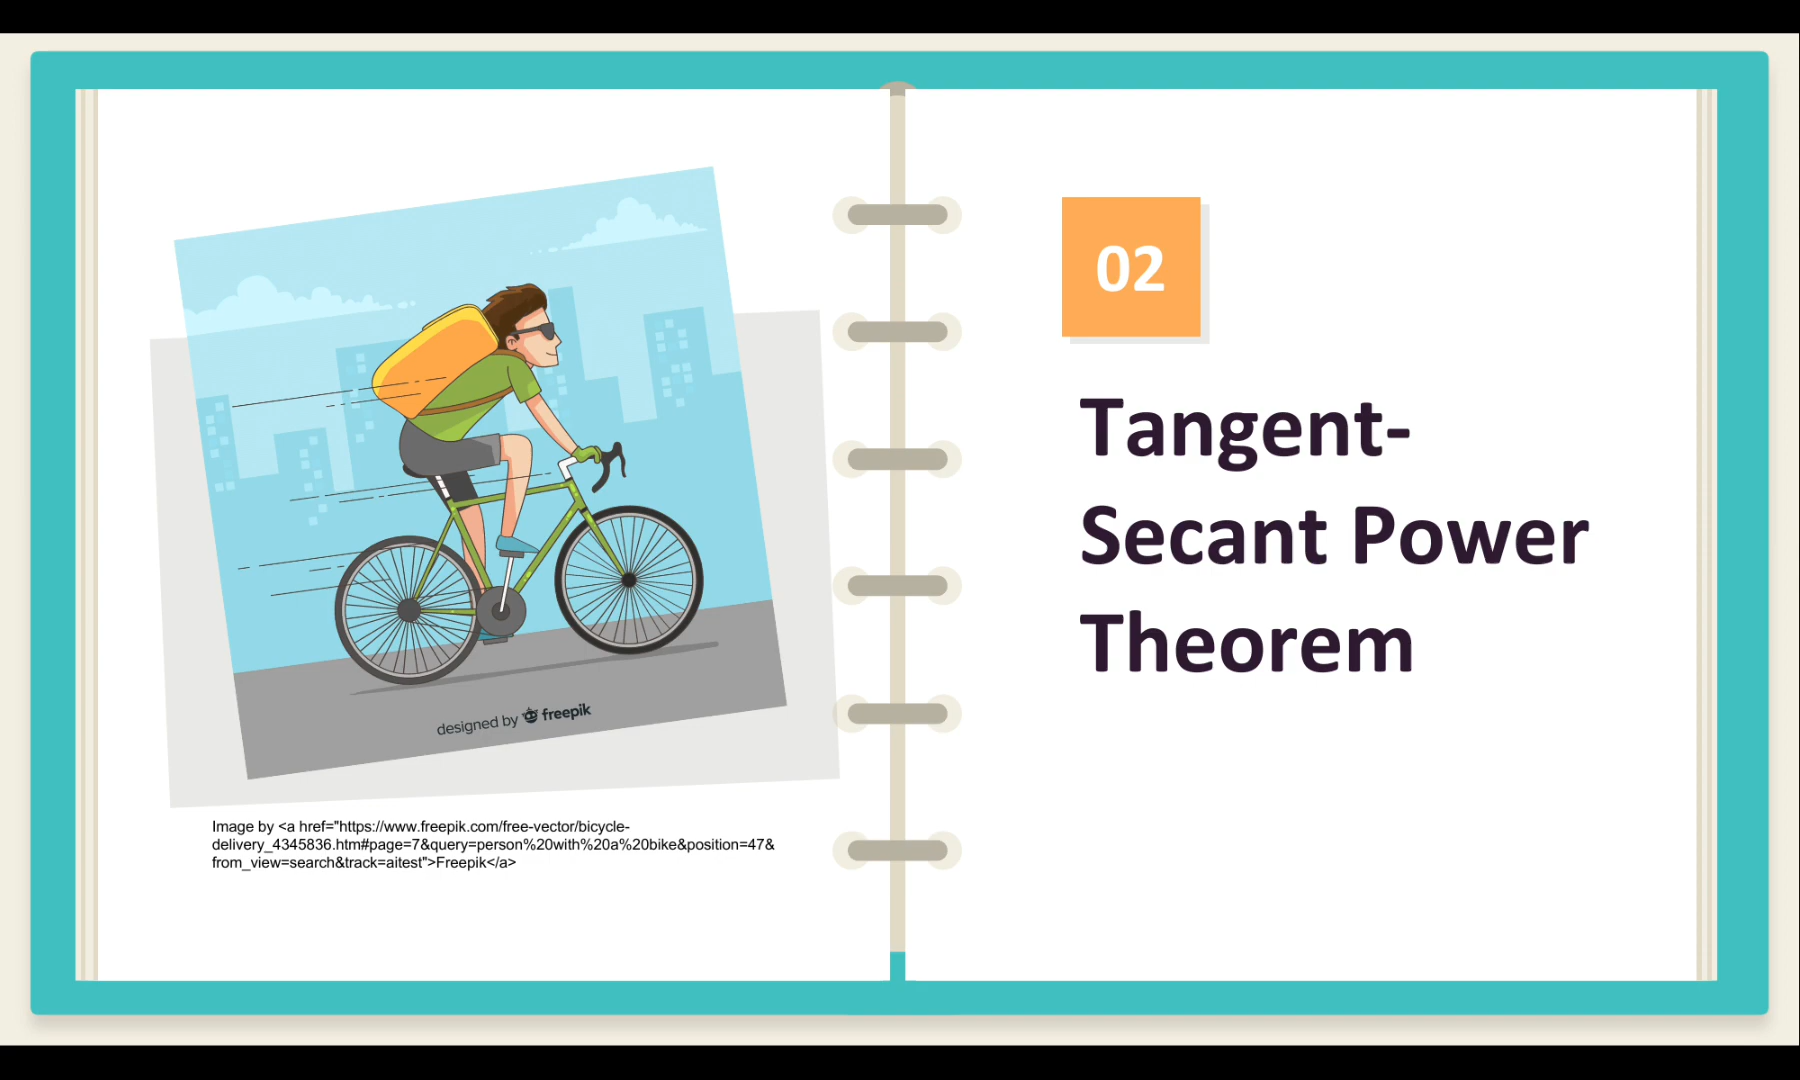 designed by freepik
Image by <a href="https://www.freepik.com/free-vector/bicycle-
delivery_4345836.htm#page=7&query=person%20with%20a%20bike&position=47&
from_view=search&track=aitest">Freepik</a>
02
Tangent-
Secant Power
Theorem